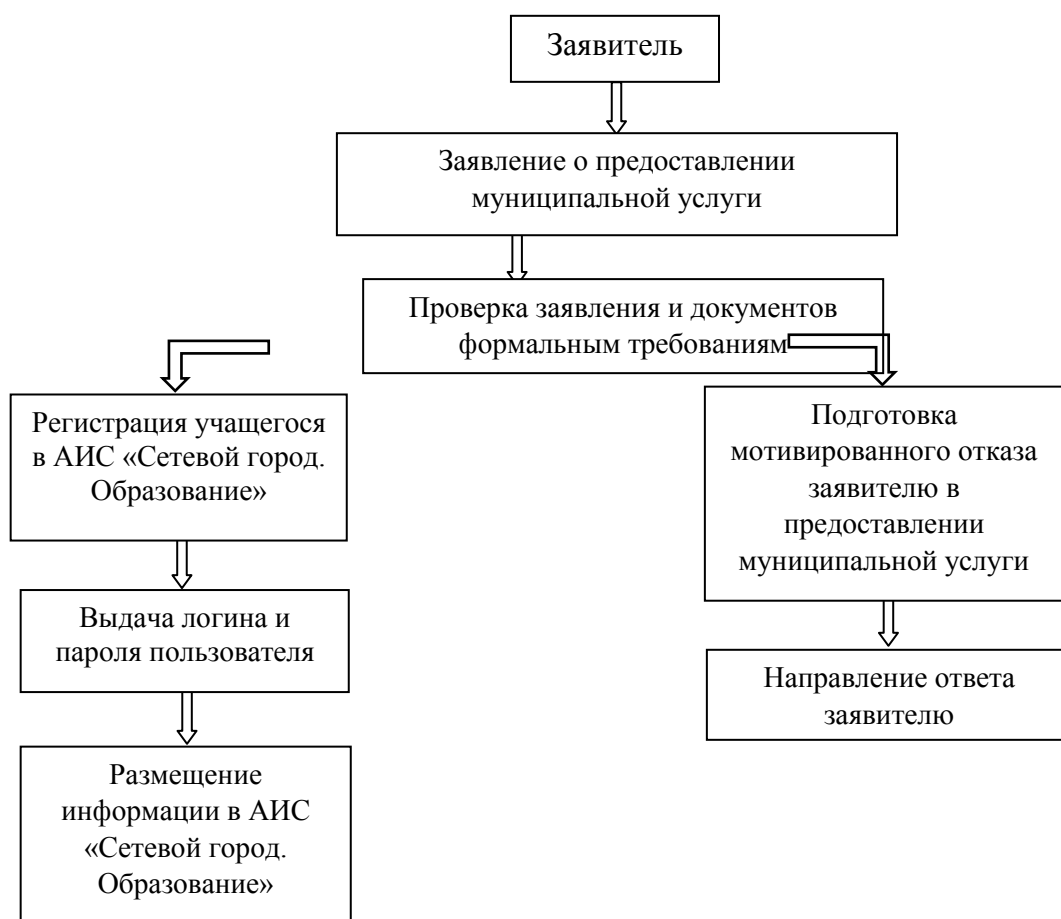 Заявитель
Заявление о предоставлении
муниципальной услуги
Проверка заявления и документов
формальным требованиям
Регистрация учащегося
в АИС «Сетевой город.
Образование»
Выдача логина и
пароля пользователя
Размещение
информации в АИС
«Сетевой город.
Образование»
Подготовка
мотивированного отказа
заявителю в
предоставлении
муниципальной услуги
Направление ответа
заявителю